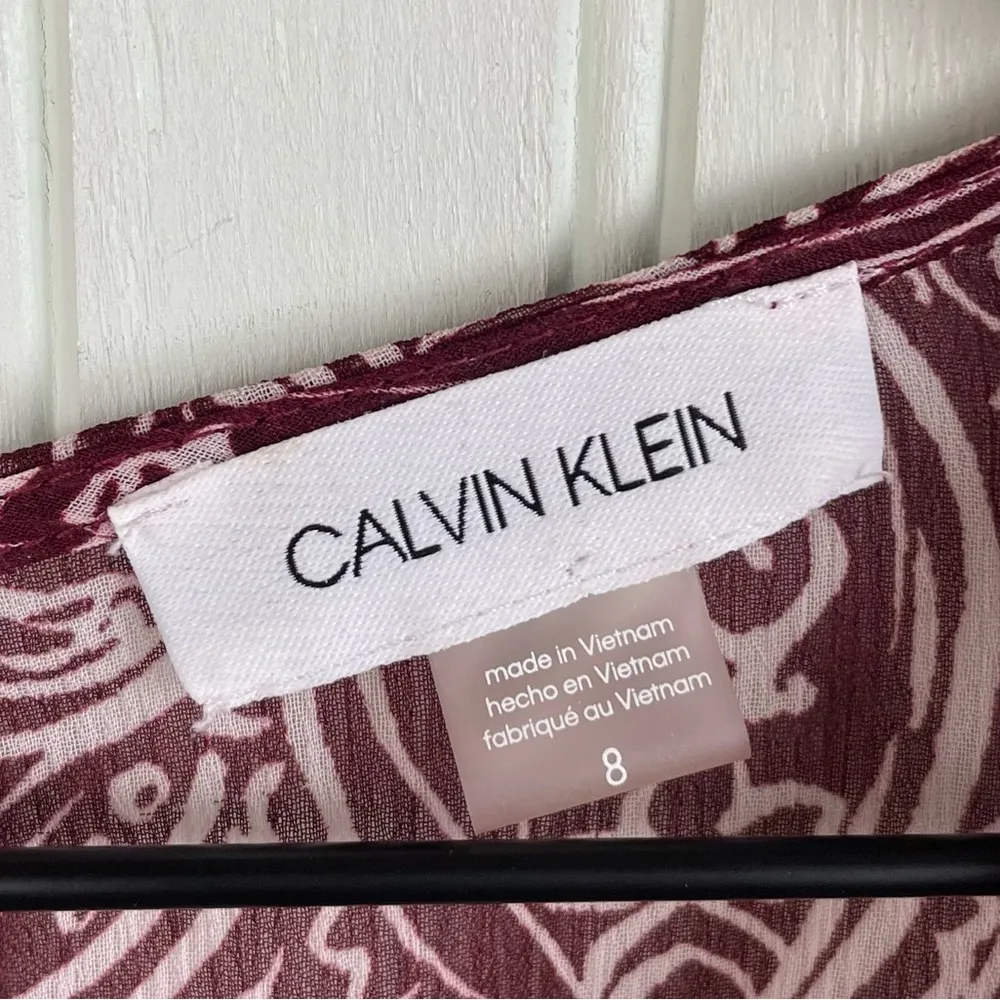 CALVIN KLEIN
made in Vietnam
hecho en Vietnam
fabriqué au Vietnam
8